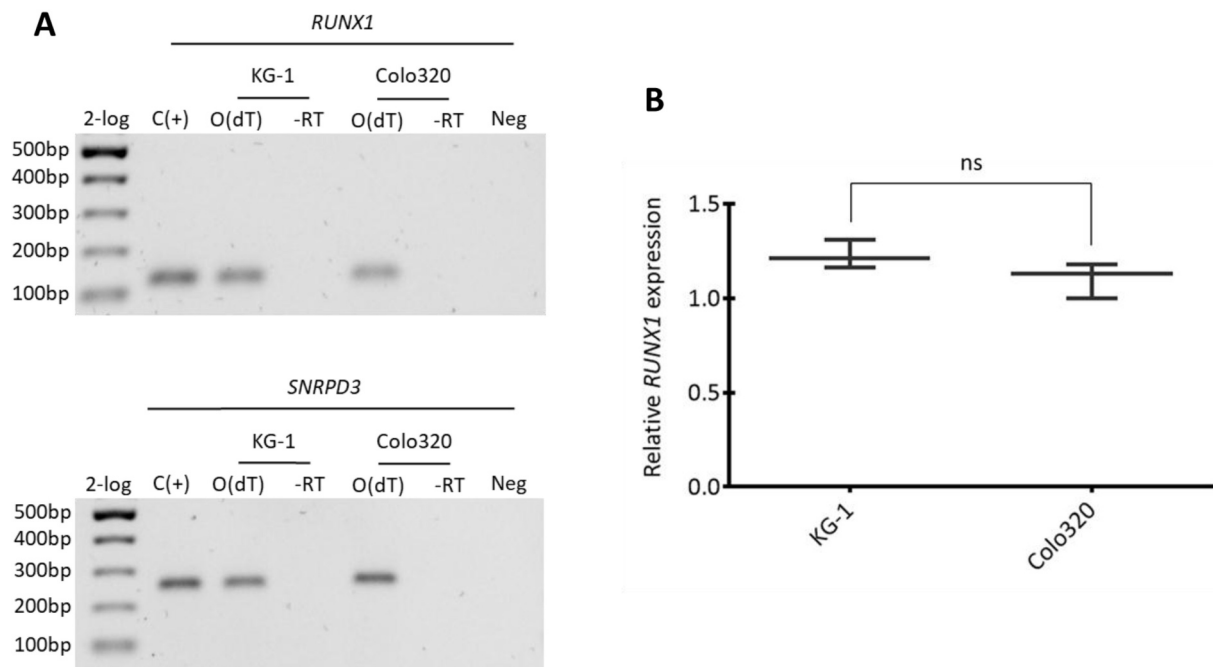 A
RUNX1
KG-1 Colo320
2-log C(+) O(dT) -RT O(dT) -RT Neg
500bp
400bp
300bp
200bp
100bp
SNRPD3
KG-1 Colo320
2-log C(+) O(dT) -RT O(dT) -RT Neg
500bp
400bp
300bp
200bp
100bp
B
ns
Relative RUNX1 expression
1.5
1.0
0.5
0.0
KG-1
Colo320